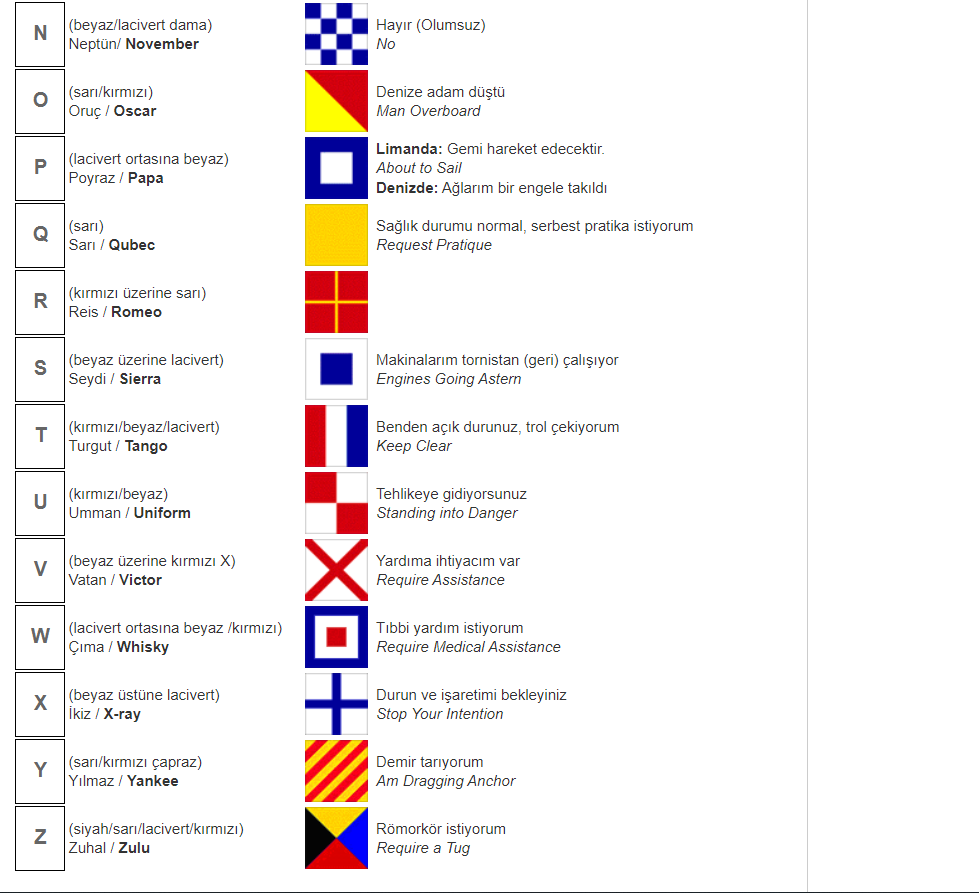 N
(beyaz/lacivert dama)
Neptün/ November
Hayır (Olumsuz)
No
O
(sarı/kırmızı)
Oruç / Oscar
Denize adam düştü
Man Overboard
P
(lacivert ortasına beyaz)
Poyraz / Papa
Limanda: Gemi hareket edecektir.
About to Sail
Denizde: Ağlarım bir engele takıldı
Q
(sarı)
Sarı / Qubec
Sağlık durumu normal, serbest pratika istiyorum
Request Pratique
R
(kırmızı üzerine sarı)
Reis / Romeo
S
(beyaz üzerine lacivert)
Seydi / Sierra
Makinalarım tornistan (geri) çalışıyor
Engines Going Astern
T
(kırmızı/beyaz/lacivert)
Turgut / Tango
Benden açık durunuz, trol çekiyorum
Keep Clear
U
(kırmızı/beyaz)
Umman / Uniform
Tehlikeye gidiyorsunuz
Standing into Danger
V
(beyaz üzerine kırmızı X)
Vatan / Victor
Yardıma ihtiyacım var
Require Assistance
W
(lacivert ortasına beyaz /kırmızı)
Çıma / Whisky
Tıbbi yardım istiyorum
Require Medical Assistance
X
(beyaz üstüne lacivert)
İkiz / X-ray
Durun ve işaretimi bekleyiniz
Stop Your Intention
Y
(sarı/kırmızı çapraz)
Yılmaz / Yankee
Demir tarıyorum
Am Dragging Anchor
Z
(siyah/sarı/lacivert/kırmızı)
Zuhal / Zulu
Römorkör istiyorum
Require a Tug